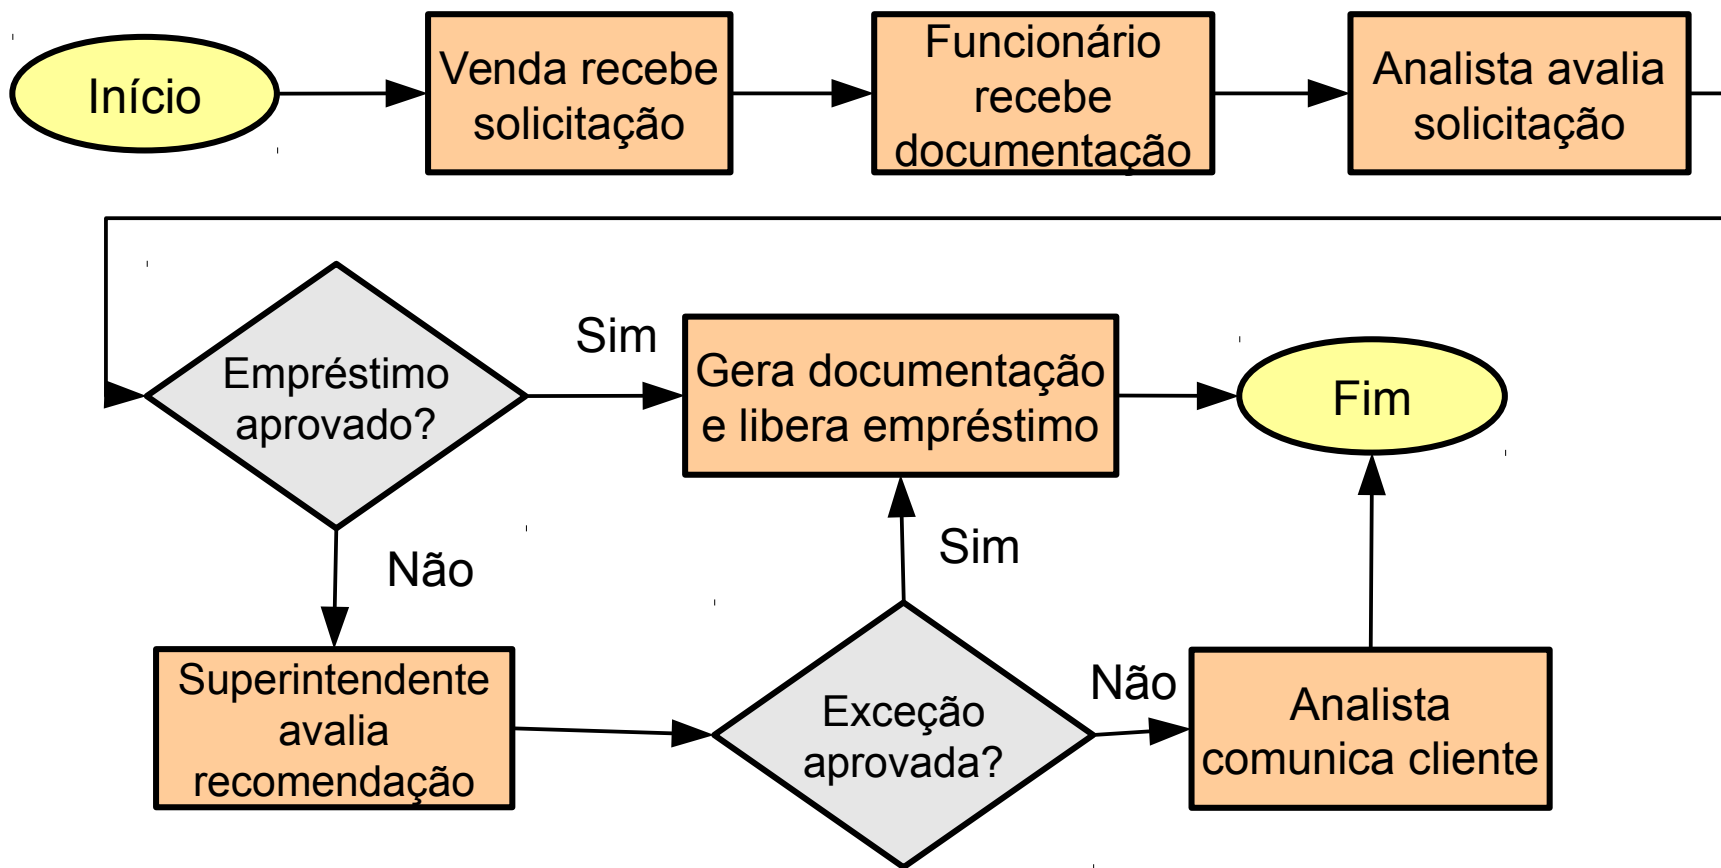 Início
Venda recebe
solicitação
Funcionário
recebe
documentação
Analista avalia
solicitação
Empréstimo
aprovado?
Sim
Gera documentação
e libera empréstimo
Fim
Não
Sim
Superintendente
avalia
recomendação
Exceção
aprovada?
Não
Analista
comunica cliente